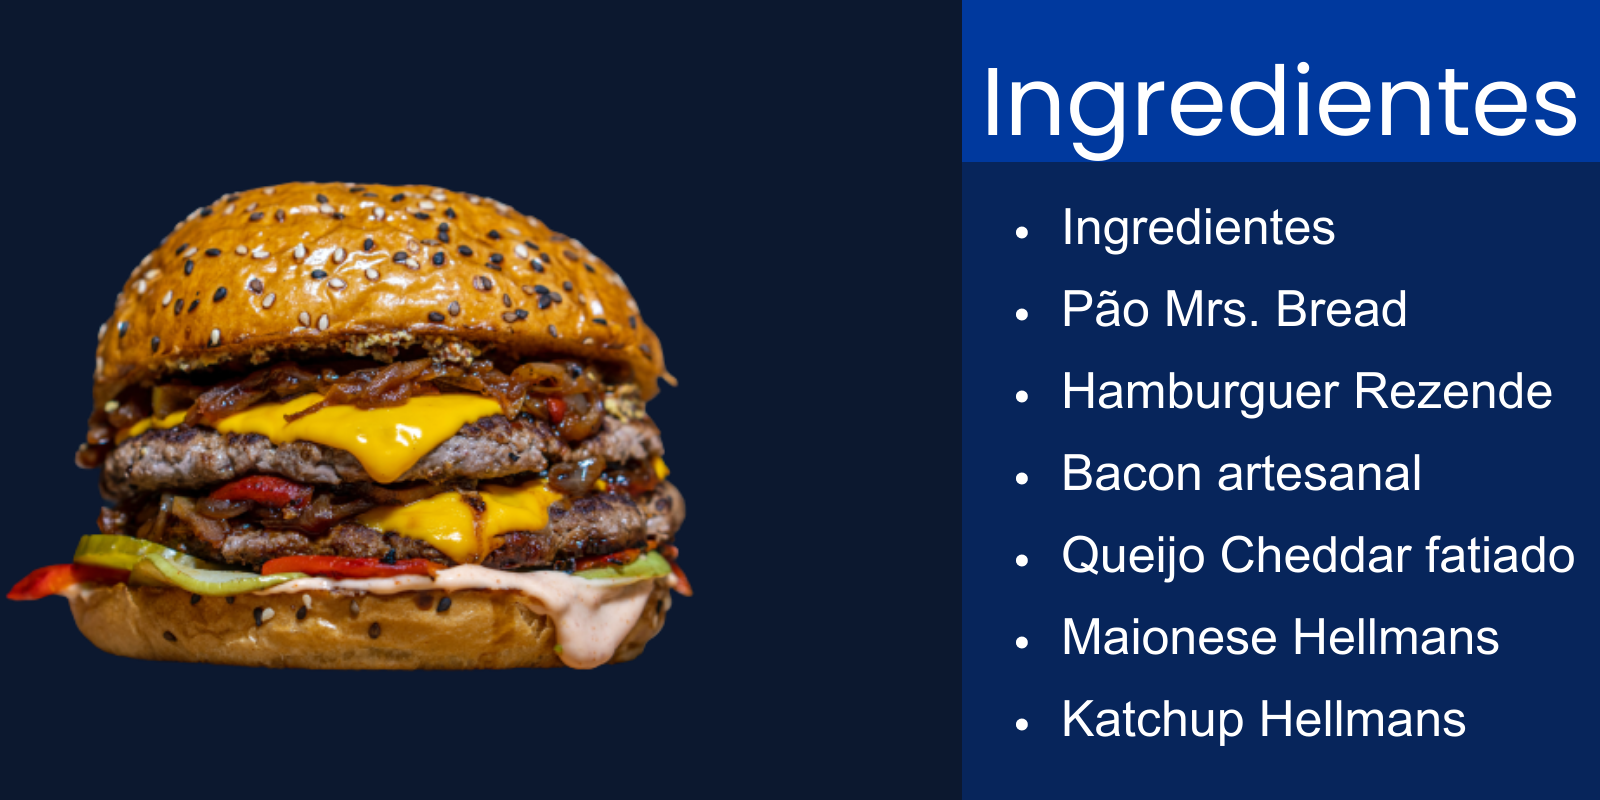 Ingredientes
Ingredientes
Pão Mrs. Bread
Hamburguer Rezende
Bacon artesanal
Queijo Cheddar fatiado
Maionese Hellmans
Katchup Hellmans